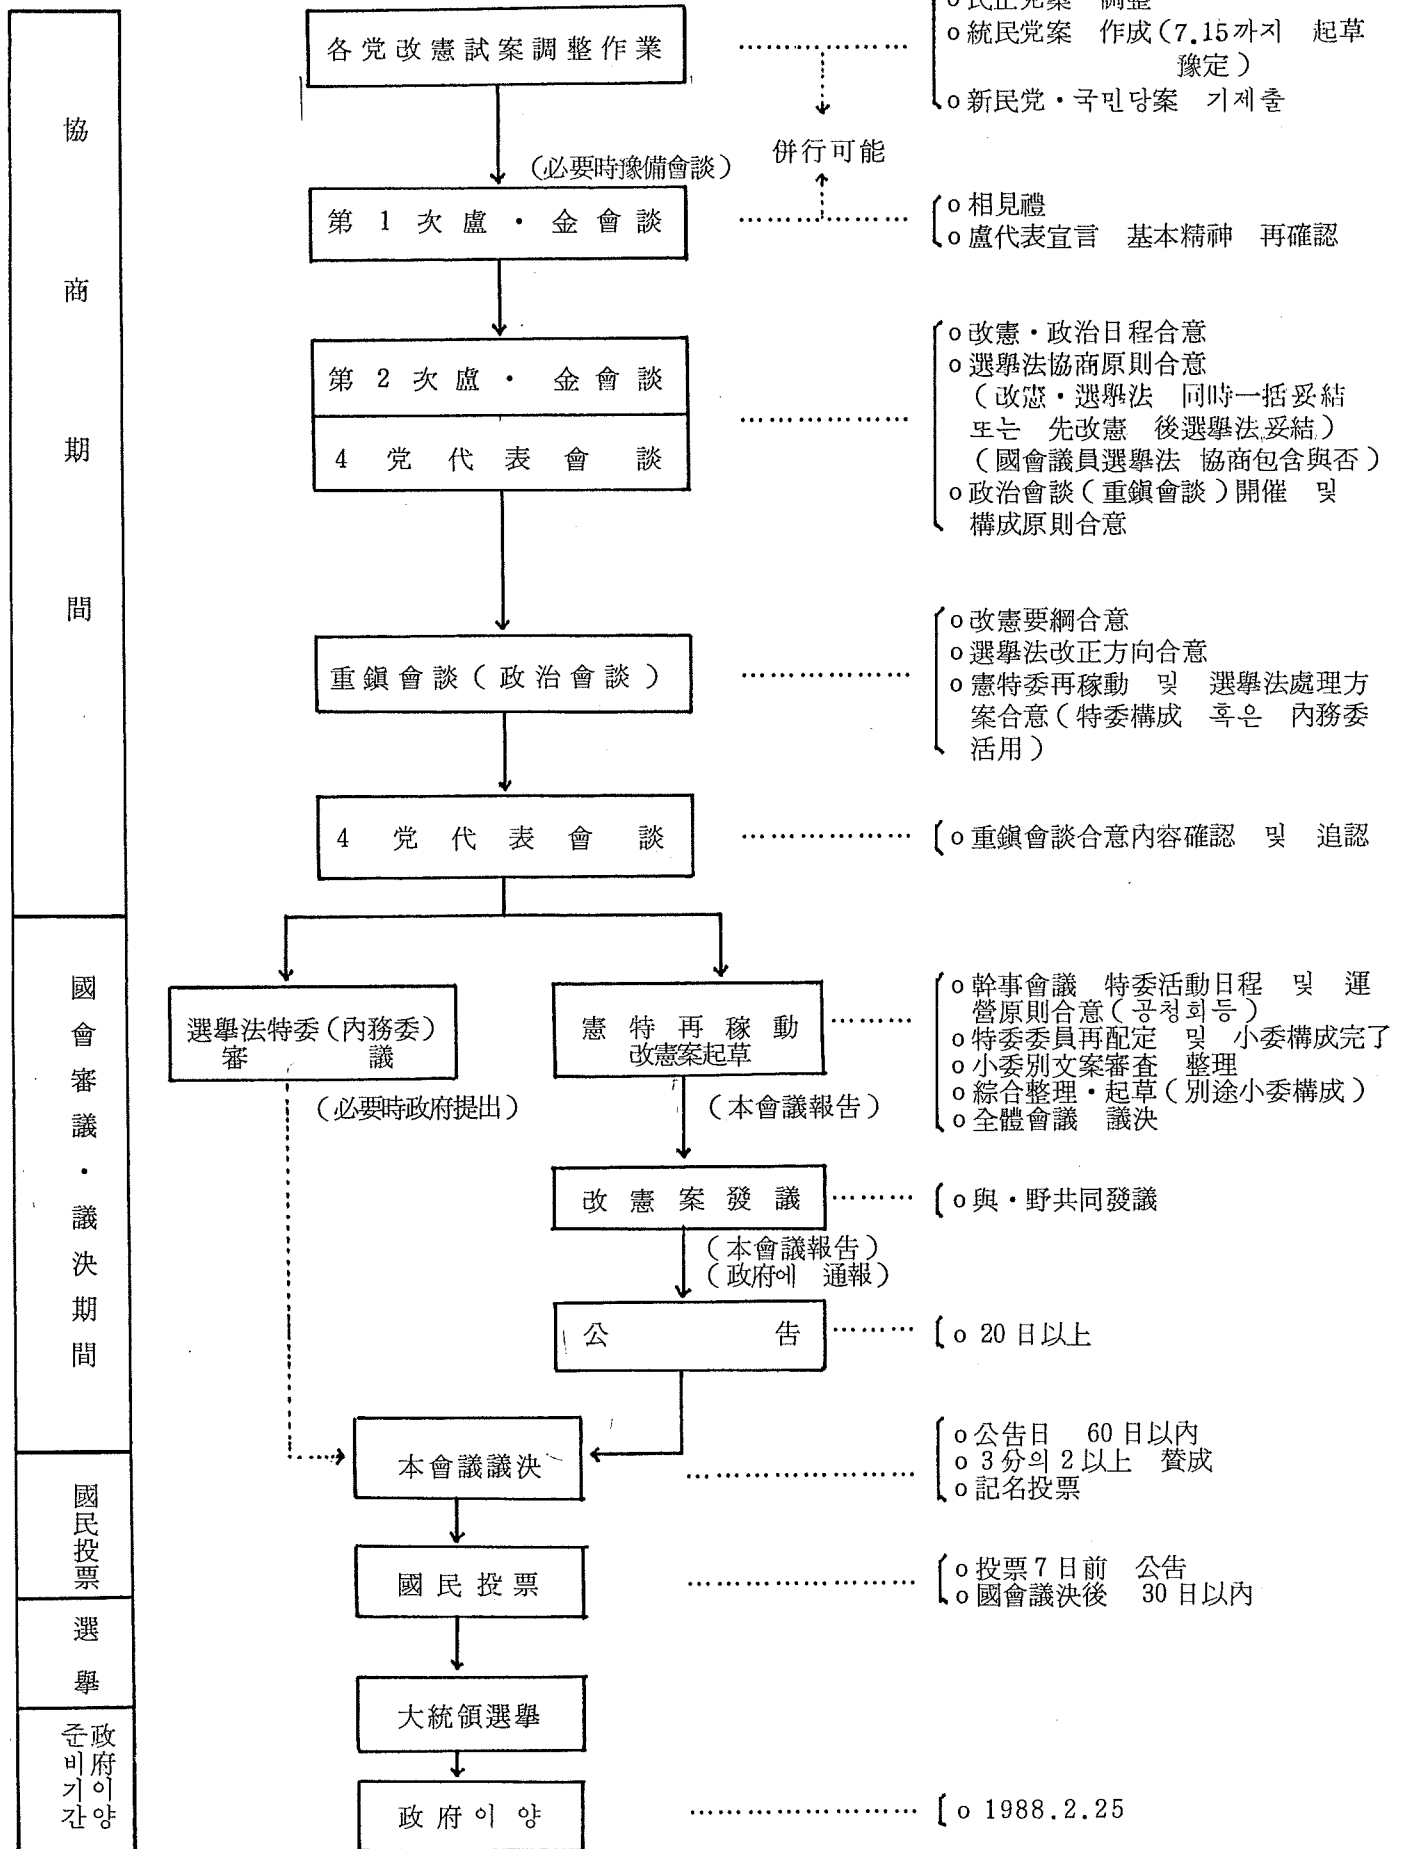 協商期間
各党改憲試案調整作業
o 民正党案 調整
o 統民党案 作成(7.15까지 起草
豫定)
o 新民党・국민당案 기제출
併行可能
(必要時豫備會談)
第1次盧・金會談
o 相見禮
o 盧代表宣言 基本精神 再確認
第2次盧・金會談
4党代表會談
o 改憲・政治日程合意
o 選擧法協商原則合意
(改憲・選擧法 同時一括妥結
또는 先改憲 後選擧法妥結)
(國會議員選擧法 協商包含與否)
o 政治會談(重鎭會談)開催 및
構成原則合意
重鎭會談(政治會談)
o 改憲要綱合意
o 選擧法改正方向合意
o 憲特委再稼動 및 選擧法處理方
案合意(特委構成 혹은 內務委
活用)
4党代表會談
o 重鎭會談合意內容確認 및 追認
國會審議・議決期間
選擧法特委(內務委)
審議
(必要時政府提出)
憲特再稼動
改憲案起草
(本會議報告)
o 幹事會議 特委活動日程 및 運
營原則合意(공청회등)
o 特委委員再配定 및 小委構成完了
o 小委別文案審査 整理
o 綜合整理・起草(別途小委構成)
o 全體會議 議決
改憲案發議
o 與・野共同發議
(本會議報告)
(政府에 通報)
公告
o 20日以上
本會議議決
o 公告日 60日以內
o 3分의2以上 贊成
o 記名投票
國民投票
國民投票
o 投票7日前 公告
o 國會議決後 30日以內
選擧
大統領選擧
政府이양
준비기간
政府이양
o 1988.2.25